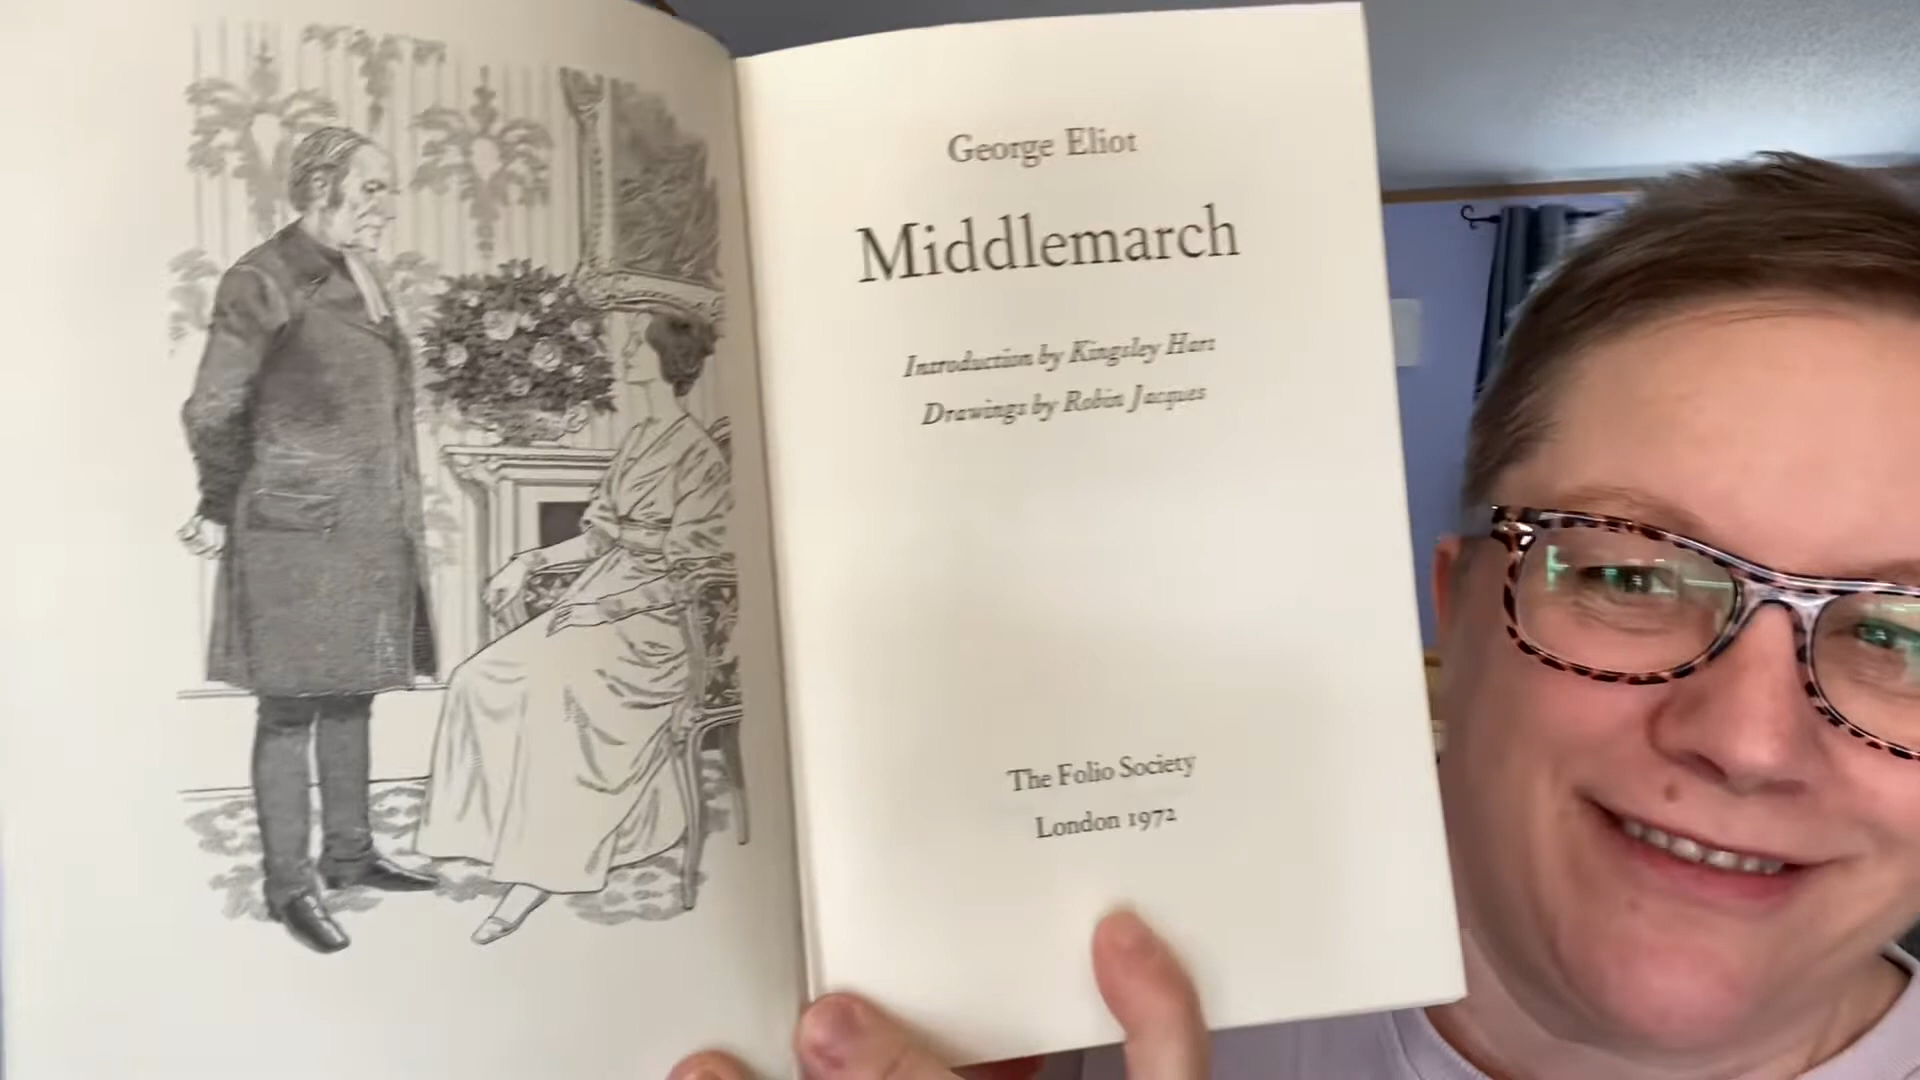 George Eliot
Middlemarch
Introduction by Kingsley Hart
Drawings by Robin Jacques
The Folio Society
London 1972